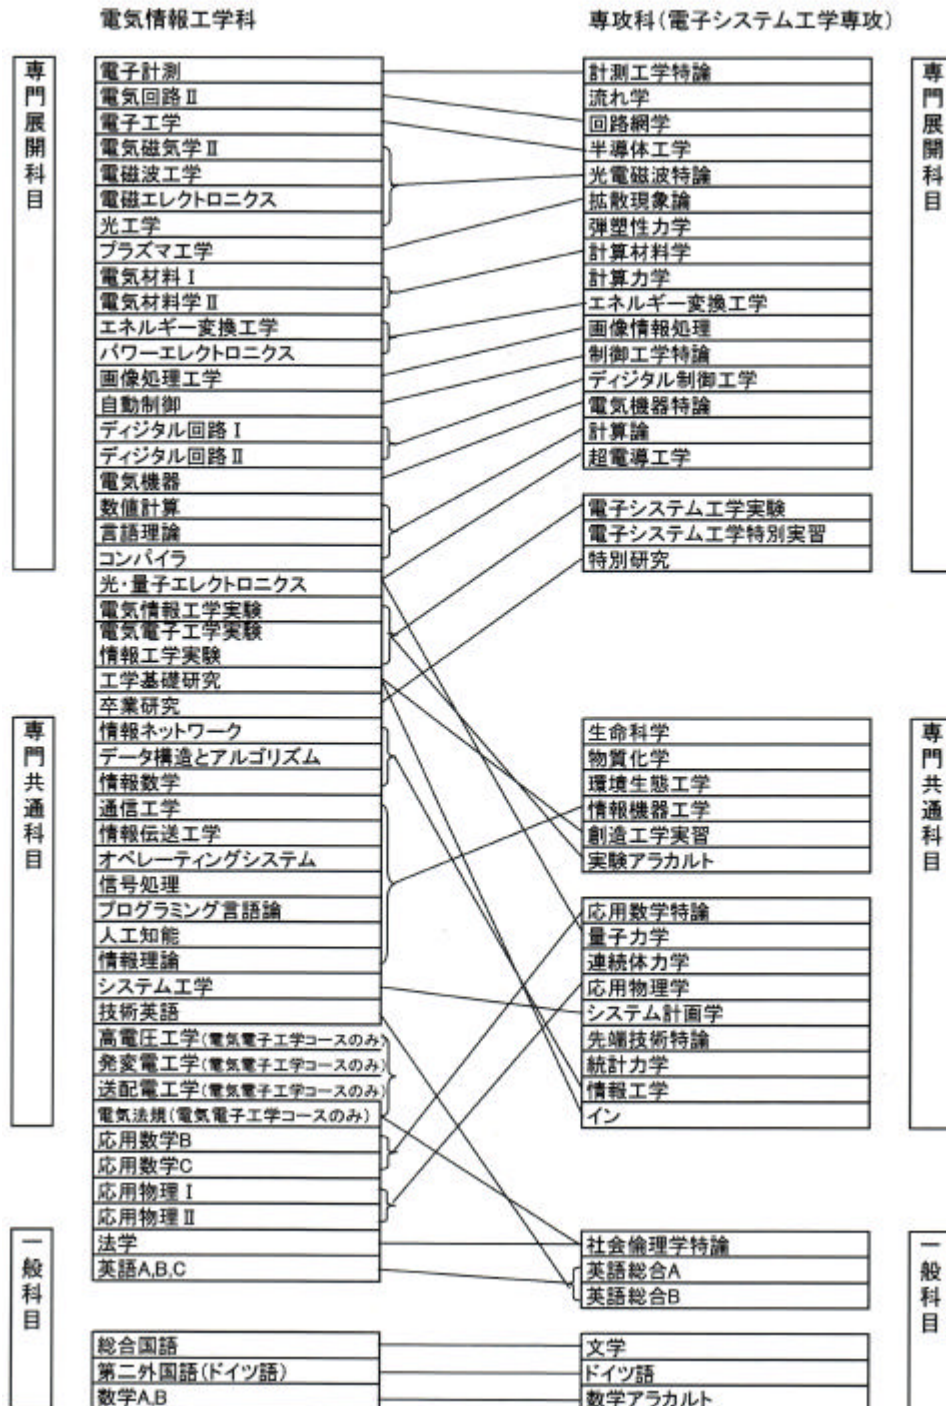 電気情報工学科
専攻科(電子システム工学専攻)
専門展開科目
電子計測
電気回路Ⅱ
電子工学
電気磁気学Ⅱ
電磁波工学
電磁エレクトロニクス
光工学
プラズマ工学
電気材料Ⅰ
電気材料学Ⅱ
エネルギー変換工学
パワーエレクトロニクス
画像処理工学
自動制御
ディジタル回路Ⅰ
ディジタル回路Ⅱ
電気機器
数値計算
言語理論
コンパイラ
光・量子エレクトロニクス
電気情報工学実験
電気電子工学実験
情報工学実験
工学基礎研究
卒業研究
専門共通科目
情報ネットワーク
データ構造とアルゴリズム
情報数学
通信工学
情報伝送工学
オペレーティングシステム
信号処理
プログラミング言語論
人工知能
情報理論
システム工学
技術英語
高電圧工学(電気電子工学コースのみ)
発変電工学(電気電子工学コースのみ)
送配電工学(電気電子工学コースのみ)
電気法規(電気電子工学コースのみ)
応用数学B
応用数学C
応用物理Ⅰ
応用物理Ⅱ
一般科目
法学
英語A,B,C
総合国語
第二外国語(ドイツ語)
数学A,B
計測工学特論
流れ学
回路網学
半導体工学
光電磁波特論
拡散現象論
弾塑性力学
計算材料学
計算力学
エネルギー変換工学
画像情報処理
制御工学特論
ディジタル制御工学
電気機器特論
計算論
超電導工学
電子システム工学実験
電子システム工学特別実習
特別研究
専門展開科目
生命科学
物質化学
環境生態工学
情報機器工学
創造工学実習
実験アラカルト
応用数学特論
量子力学
連続体力学
応用物理学
システム計画学
先端技術特論
統計力学
情報工学
イン
専門共通科目
社会倫理学特論
英語総合A
英語総合B
文学
ドイツ語
数学アラカルト
一般科目